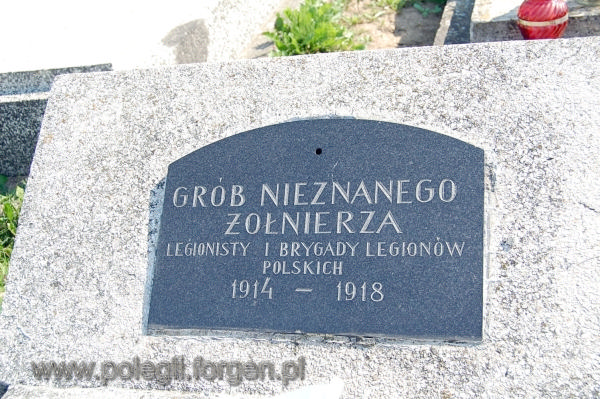 GRÓB NIEZNANEGO
ŻOŁNIERZA
LEGIONISTY I BRYGADY LEGIONÓW
POLSKICH
1914 – 1918
www.polegli.forgen.pl